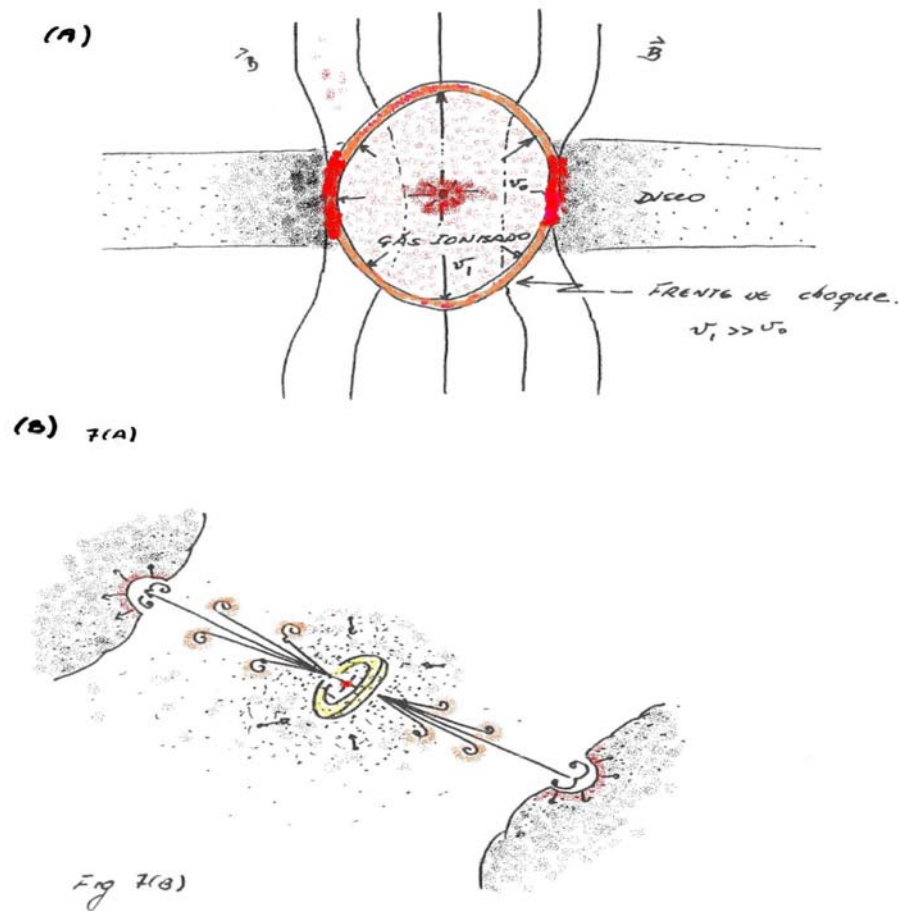 (A)
B
B
v₀
DISCO
GÁS IONIZADO
v₁
FRENTE DE choque.
v₁ >> v₀
(B) 7(A)
Fig 7(B)